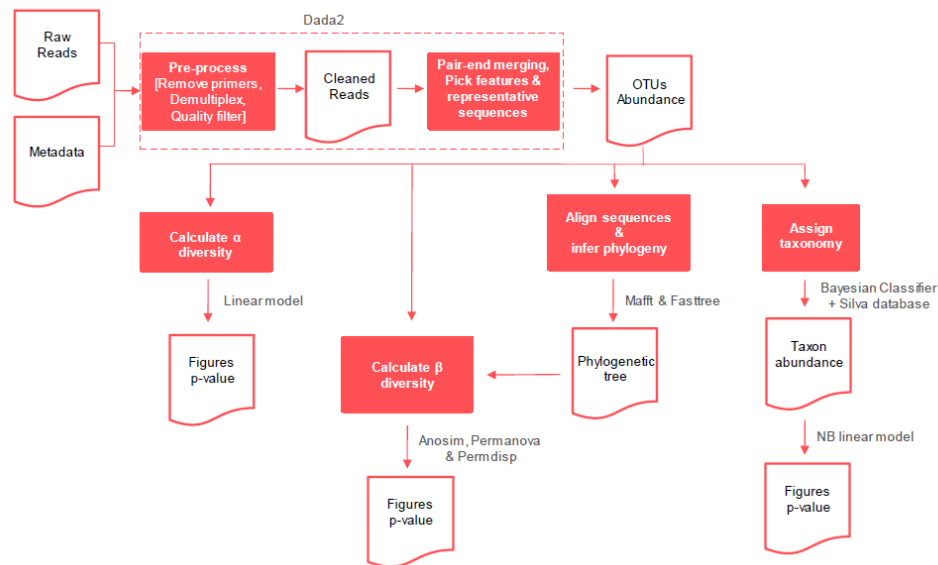 Dada2
Raw
Reads
Metadata
Pre-process
[Remove primers,
Demultiplex,
Quality filter]
Cleaned
Reads
Pair-end merging,
Pick features &
representative
sequences
OTUs
Abundance
Calculate α
diversity
Linear model
Figures
p-value
Calculate β
diversity
Anosim, Permanova
& Permdisp
Figures
p-value
Align sequences
&
infer phylogeny
Mafft & Fasttree
Phylogenetic
tree
Assign
taxonomy
Bayesian Classifier
+ Silva database
Taxon
abundance
NB linear model
Figures
p-value